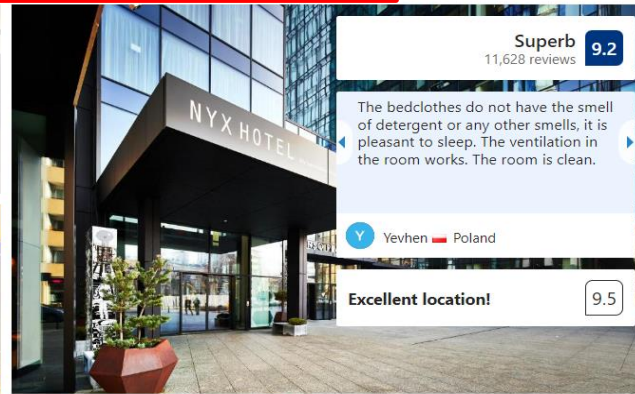 NYX HOTEL
Superb
9.2
11,628 reviews
The bedclothes do not have the smell
of detergent or any other smells, it is
pleasant to sleep. The ventilation in
the room works. The room is clean.
Y
Yevhen Poland
Excellent location!
9.5